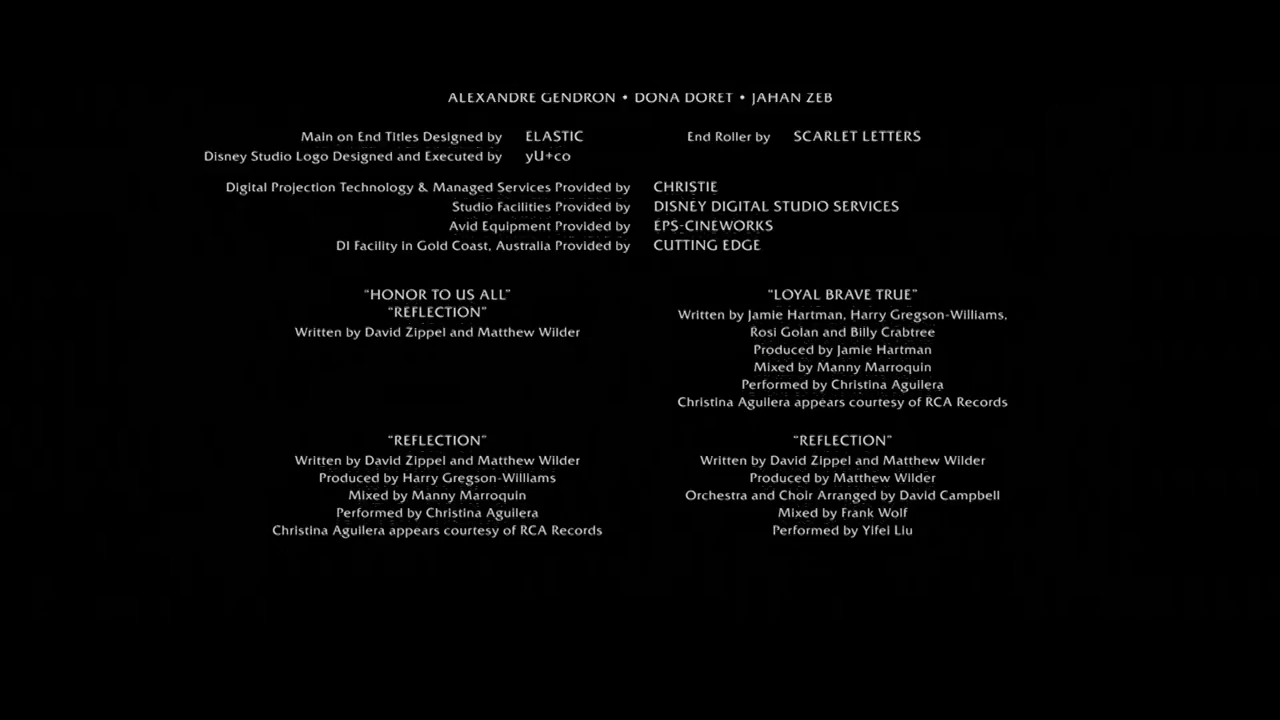 ALEXANDRE GENDRON • DONA DORET • JAHAN ZEB
Main on End Titles Designed by ELASTIC
End Roller by SCARLET LETTERS
Disney Studio Logo Designed and Executed by yU+co
Digital Projection Technology & Managed Services Provided by CHRISTIE
Studio Facilities Provided by DISNEY DIGITAL STUDIO SERVICES
Avid Equipment Provided by EPS-CINEWORKS
DI Facility in Gold Coast, Australia Provided by CUTTING EDGE
"HONOR TO US ALL"
"REFLECTION"
Written by David Zippel and Matthew Wilder
"LOYAL BRAVE TRUE"
Written by Jamie Hartman, Harry Gregson-Williams,
Rosi Golan and Billy Crabtree
Produced by Jamie Hartman
Mixed by Manny Marroquin
Performed by Christina Aguilera
Christina Aguilera appears courtesy of RCA Records
"REFLECTION"
Written by David Zippel and Matthew Wilder
Produced by Harry Gregson-Williams
Mixed by Manny Marroquin
Performed by Christina Aguilera
Christina Aguilera appears courtesy of RCA Records
"REFLECTION"
Written by David Zippel and Matthew Wilder
Produced by Matthew Wilder
Orchestra and Choir Arranged by David Campbell
Mixed by Frank Wolf
Performed by Yifei Liu